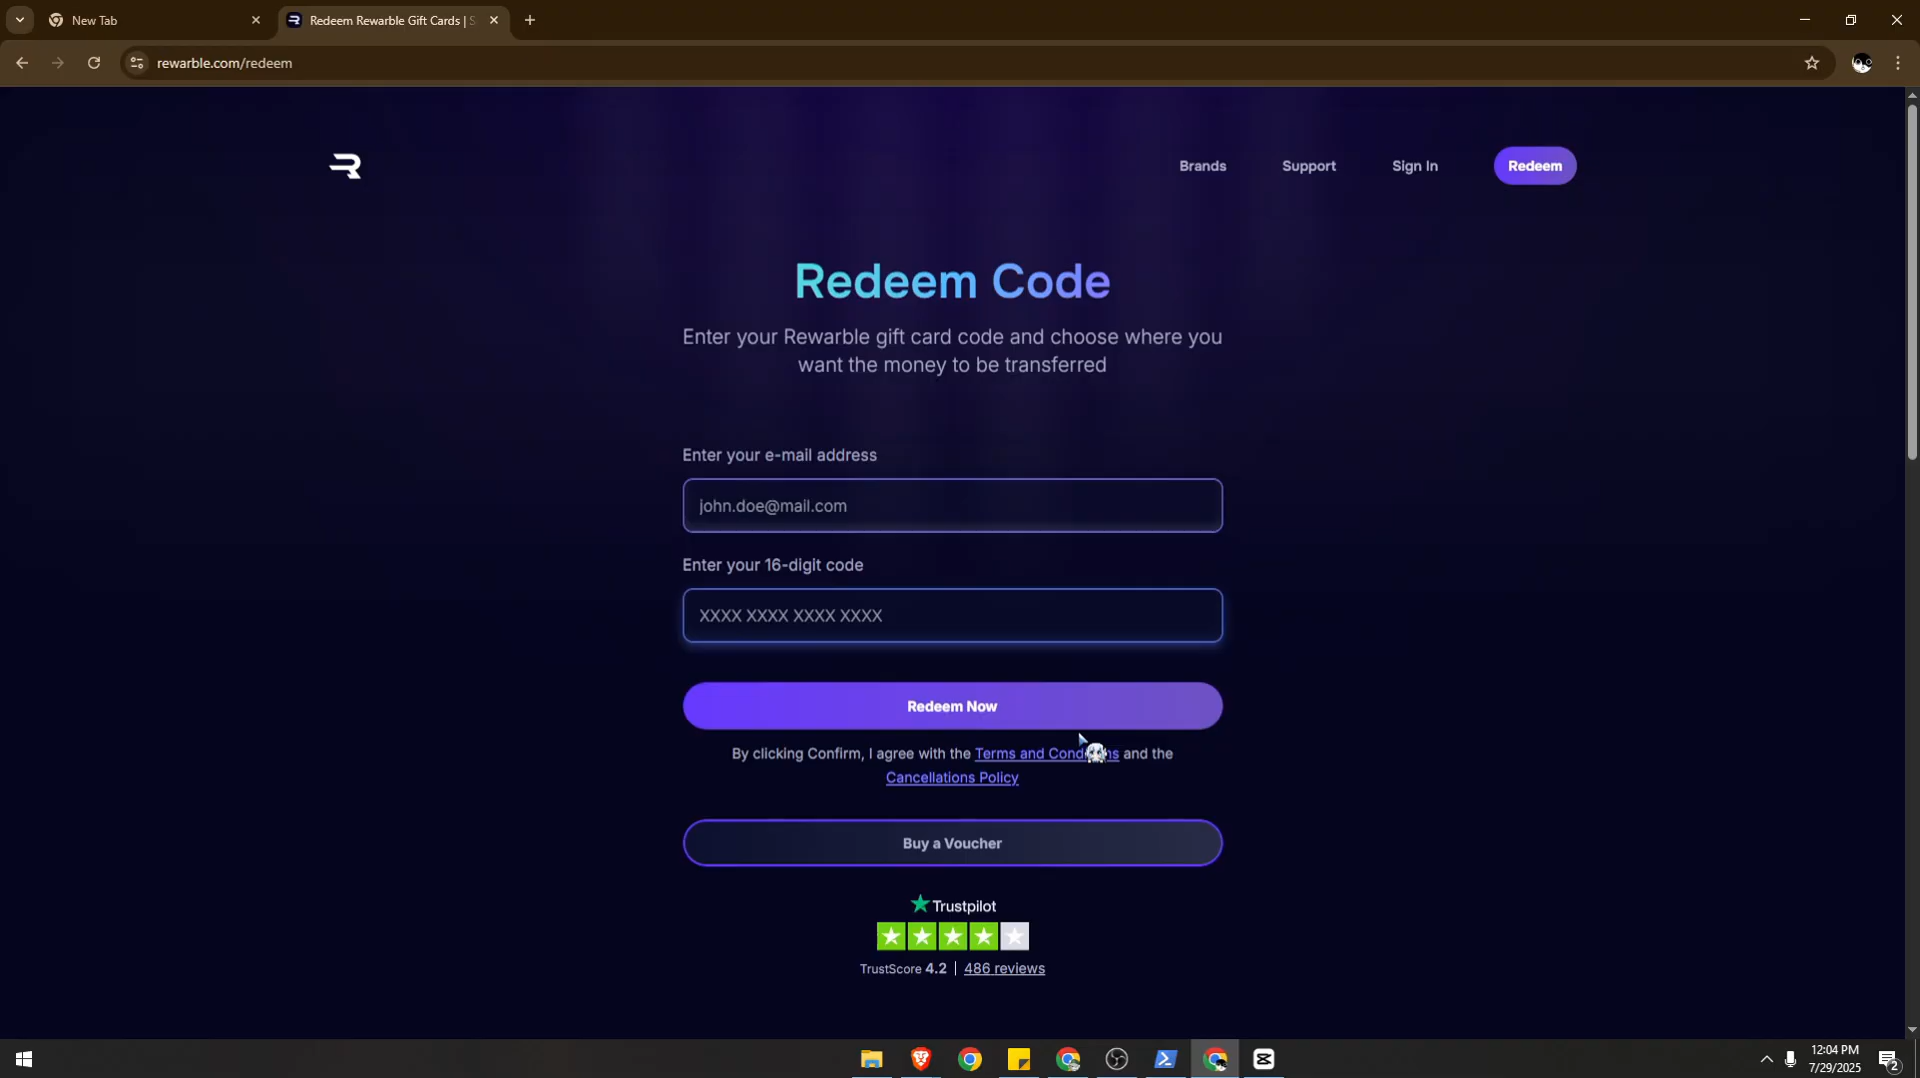 New Tab
Redeem Rewarble Gift Cards |
rewarble.com/redeem
Brands
Support
Sign In
Redeem
Redeem Code
Enter your Rewarble gift card code and choose where you
want the money to be transferred
Enter your e-mail address
john.doe@mail.com
Enter your 16-digit code
XXXX XXXX XXXX XXXX
Redeem Now
By clicking Confirm, I agree with the Terms and Conditions and the
Cancellations Policy
Buy a Voucher
Trustpilot
TrustScore 4.2 | 486 reviews
12:04 PM
7/29/2025
2